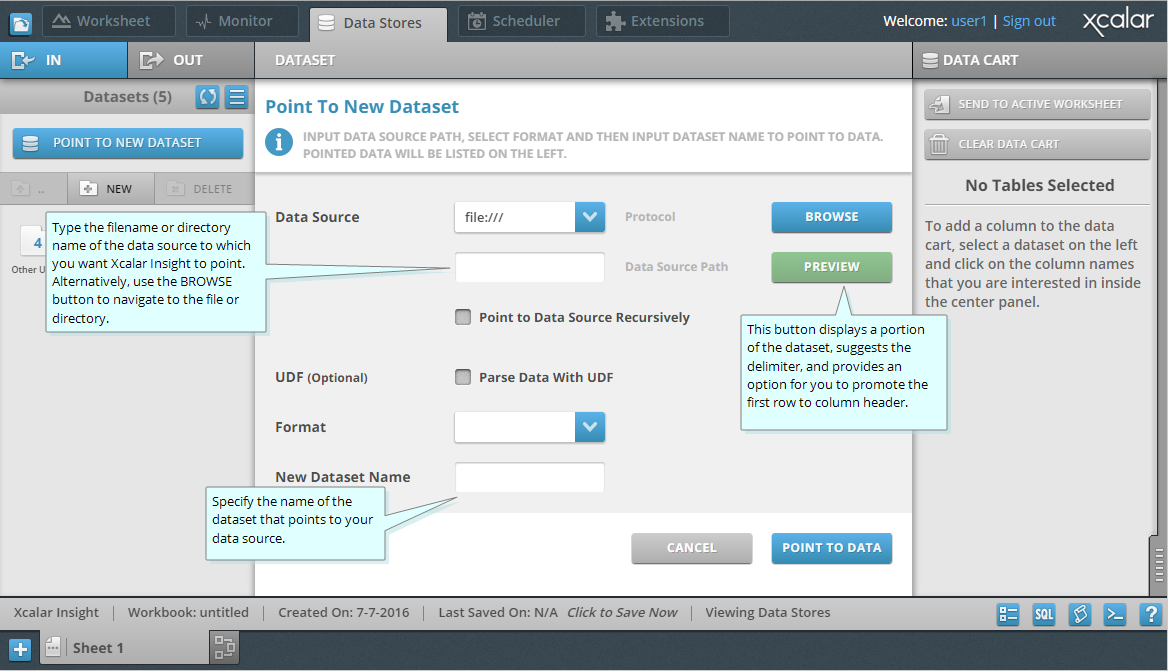 Worksheet
Monitor
Data Stores
Scheduler
Extensions
Welcome: user1 | Sign out
xcalar
IN
OUT
DATASET
DATA CART
Datasets (5)
POINT TO NEW DATASET
..
NEW
DELETE
4
Other U
Point To New Dataset
INPUT DATA SOURCE PATH, SELECT FORMAT AND THEN INPUT DATASET NAME TO POINT TO DATA.
POINTED DATA WILL BE LISTED ON THE LEFT.
Data Source
file:///
Protocol
BROWSE
Data Source Path
PREVIEW
Type the filename or directory
name of the data source to which
you want Xcalar Insight to point.
Alternatively, use the BROWSE
button to navigate to the file or
directory.
Point to Data Source Recursively
This button displays a portion
of the dataset, suggests the
delimiter, and provides an
option for you to promote the
first row to column header.
UDF (Optional)
Parse Data With UDF
Format
New Dataset Name
Specify the name of the
dataset that points to your
data source.
CANCEL
POINT TO DATA
SEND TO ACTIVE WORKSHEET
CLEAR DATA CART
No Tables Selected
To add a column to the data
cart, select a dataset on the left
and click on the column names
that you are interested in inside
the center panel.
Xcalar Insight
Workbook: untitled
Created On: 7-7-2016
Last Saved On: N/A Click to Save Now
Viewing Data Stores
SQL
?
Sheet 1